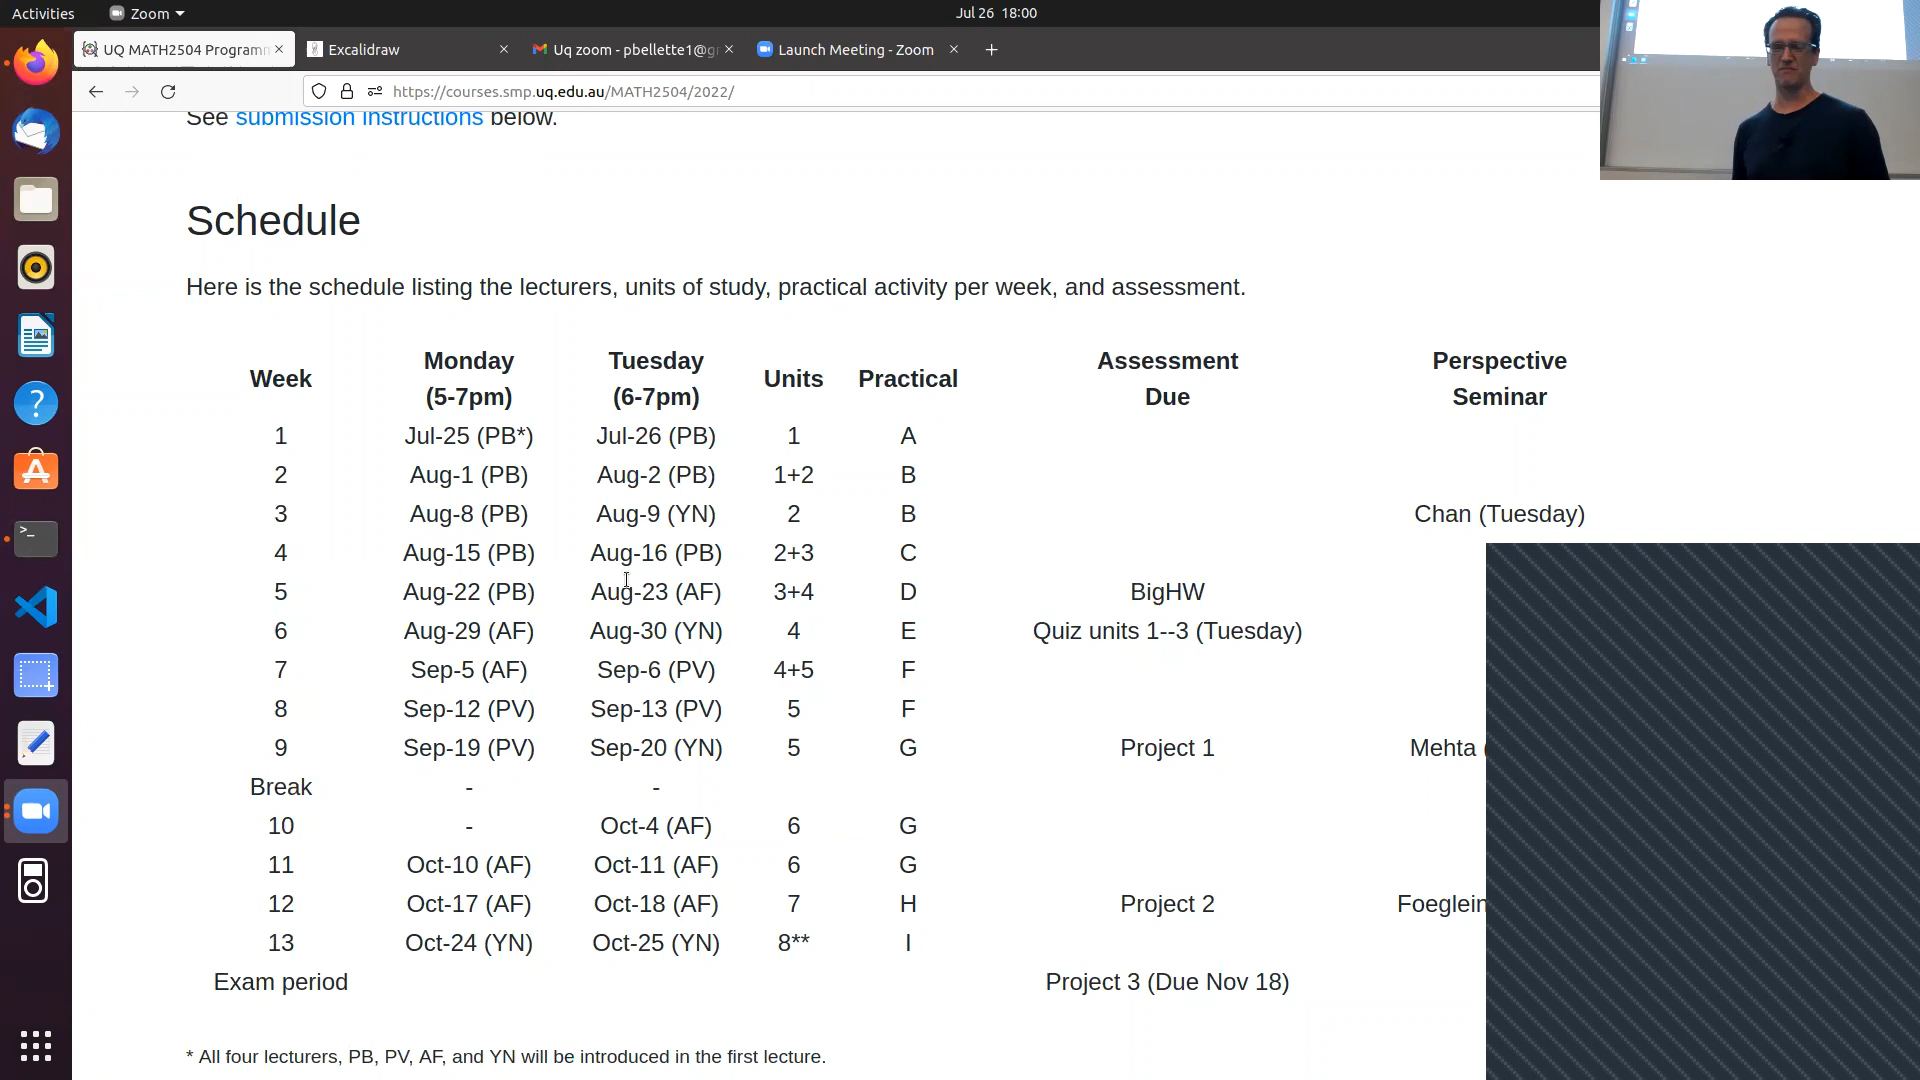 Activities Zoom Jul 26 18:00
UQ MATH2504 Programm Excalidraw Uq zoom - pbellette1@g Launch Meeting - Zoom
https://courses.smp.uq.edu.au/MATH2504/2022/
See submission instructions below.
Schedule
Here is the schedule listing the lecturers, units of study, practical activity per week, and assessment.
Week Monday (5-7pm) Tuesday (6-7pm) Units Practical Assessment Due Perspective Seminar
1 Jul-25 (PB*) Jul-26 (PB) 1 A
2 Aug-1 (PB) Aug-2 (PB) 1+2 B
3 Aug-8 (PB) Aug-9 (YN) 2 B Chan (Tuesday)
4 Aug-15 (PB) Aug-16 (PB) 2+3 C
5 Aug-22 (PB) Aug-23 (AF) 3+4 D BigHW
6 Aug-29 (AF) Aug-30 (YN) 4 E Quiz units 1--3 (Tuesday)
7 Sep-5 (AF) Sep-6 (PV) 4+5 F
8 Sep-12 (PV) Sep-13 (PV) 5 F
9 Sep-19 (PV) Sep-20 (YN) 5 G Project 1 Mehta (
Break - -
10 - Oct-4 (AF) 6 G
11 Oct-10 (AF) Oct-11 (AF) 6 G
12 Oct-17 (AF) Oct-18 (AF) 7 H Project 2 Foeglein
13 Oct-24 (YN) Oct-25 (YN) 8** I
Exam period Project 3 (Due Nov 18)
* All four lecturers, PB, PV, AF, and YN will be introduced in the first lecture.